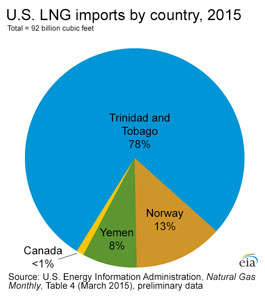 U.S. LNG imports by country, 2015
Total = 92 billion cubic feet
Trinidad and
Tobago
78%
Norway
13%
Yemen
8%
Canada
<1%
eia
Source: U.S. Energy Information Administration, Natural Gas
Monthly, Table 4 (March 2015), preliminary data